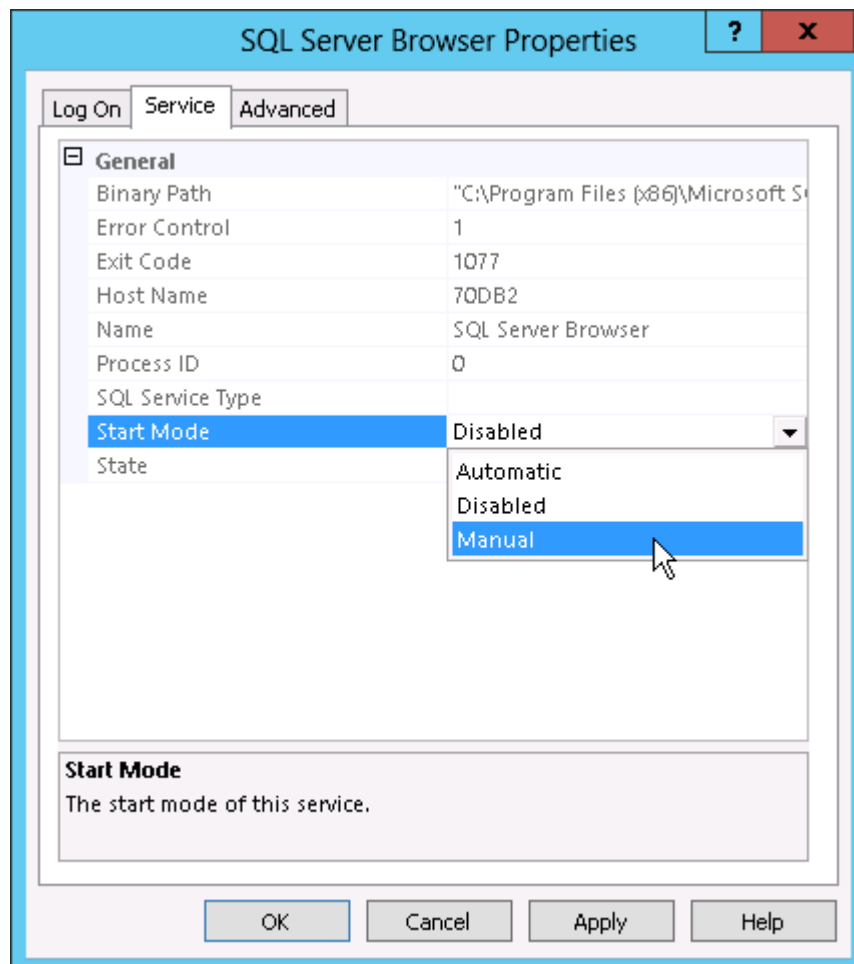 SQL Server Browser Properties ? x
Log On Service Advanced
General
Binary Path "C:\Program Files (x86)\Microsoft S
Error Control 1
Exit Code 1077
Host Name 70DB2
Name SQL Server Browser
Process ID 0
SQL Service Type
Start Mode Disabled
State Automatic
Disabled
Manual
Start Mode
The start mode of this service.
OK Cancel Apply Help